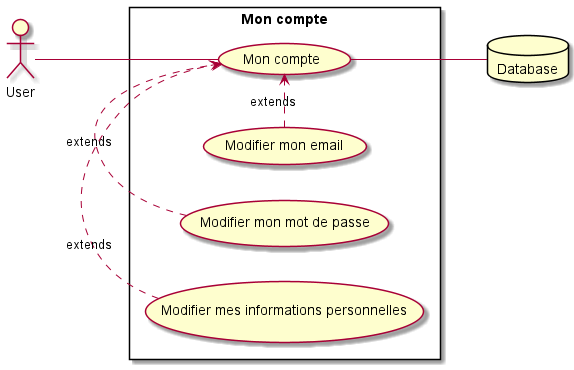 Mon compte
Mon compte
Database
User
extends
Modifier mon email
extends
Modifier mon mot de passe
extends
Modifier mes informations personnelles